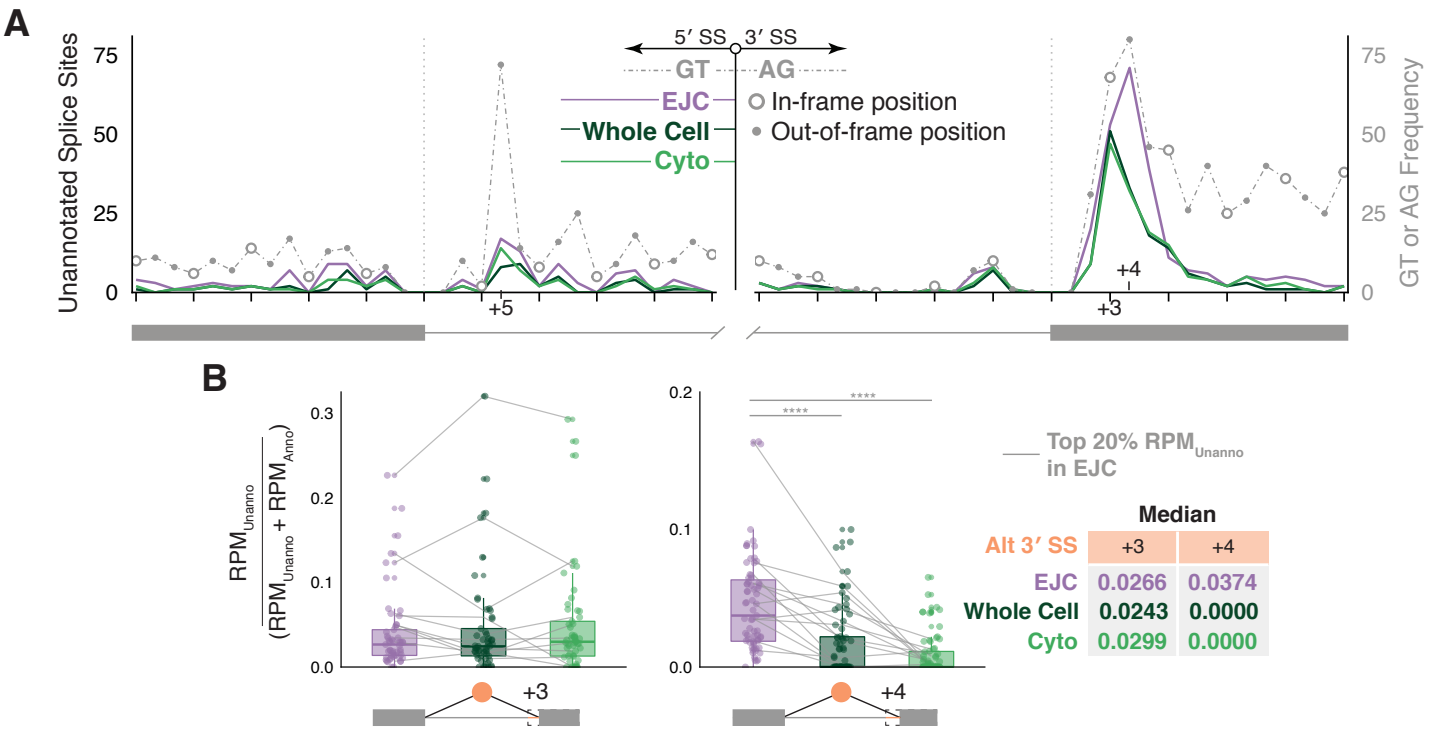 A
Unannotated Splice Sites
75
50
25
0
5′ SS 3′ SS
GT AG
EJC
Whole Cell
Cyto
In-frame position
Out-of-frame position
+5
+4
+3
75
50
25
0
GT or AG Frequency
B
RPMUnanno
(RPMUnanno + RPMAnno)
0.3
0.2
0.1
0.0
+3
0.2
0.1
0.0
****
****
+4
Top 20% RPMUnanno
in EJC
Median
Alt 3′ SS +3 +4
EJC 0.0266 0.0374
Whole Cell 0.0243 0.0000
Cyto 0.0299 0.0000